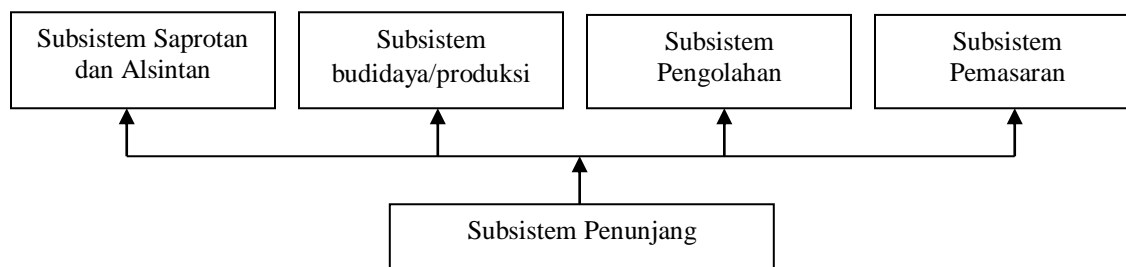 Subsistem Saprotan
dan Alsintan
Subsistem
budidaya/produksi
Subsistem
Pengolahan
Subsistem
Pemasaran
Subsistem Penunjang